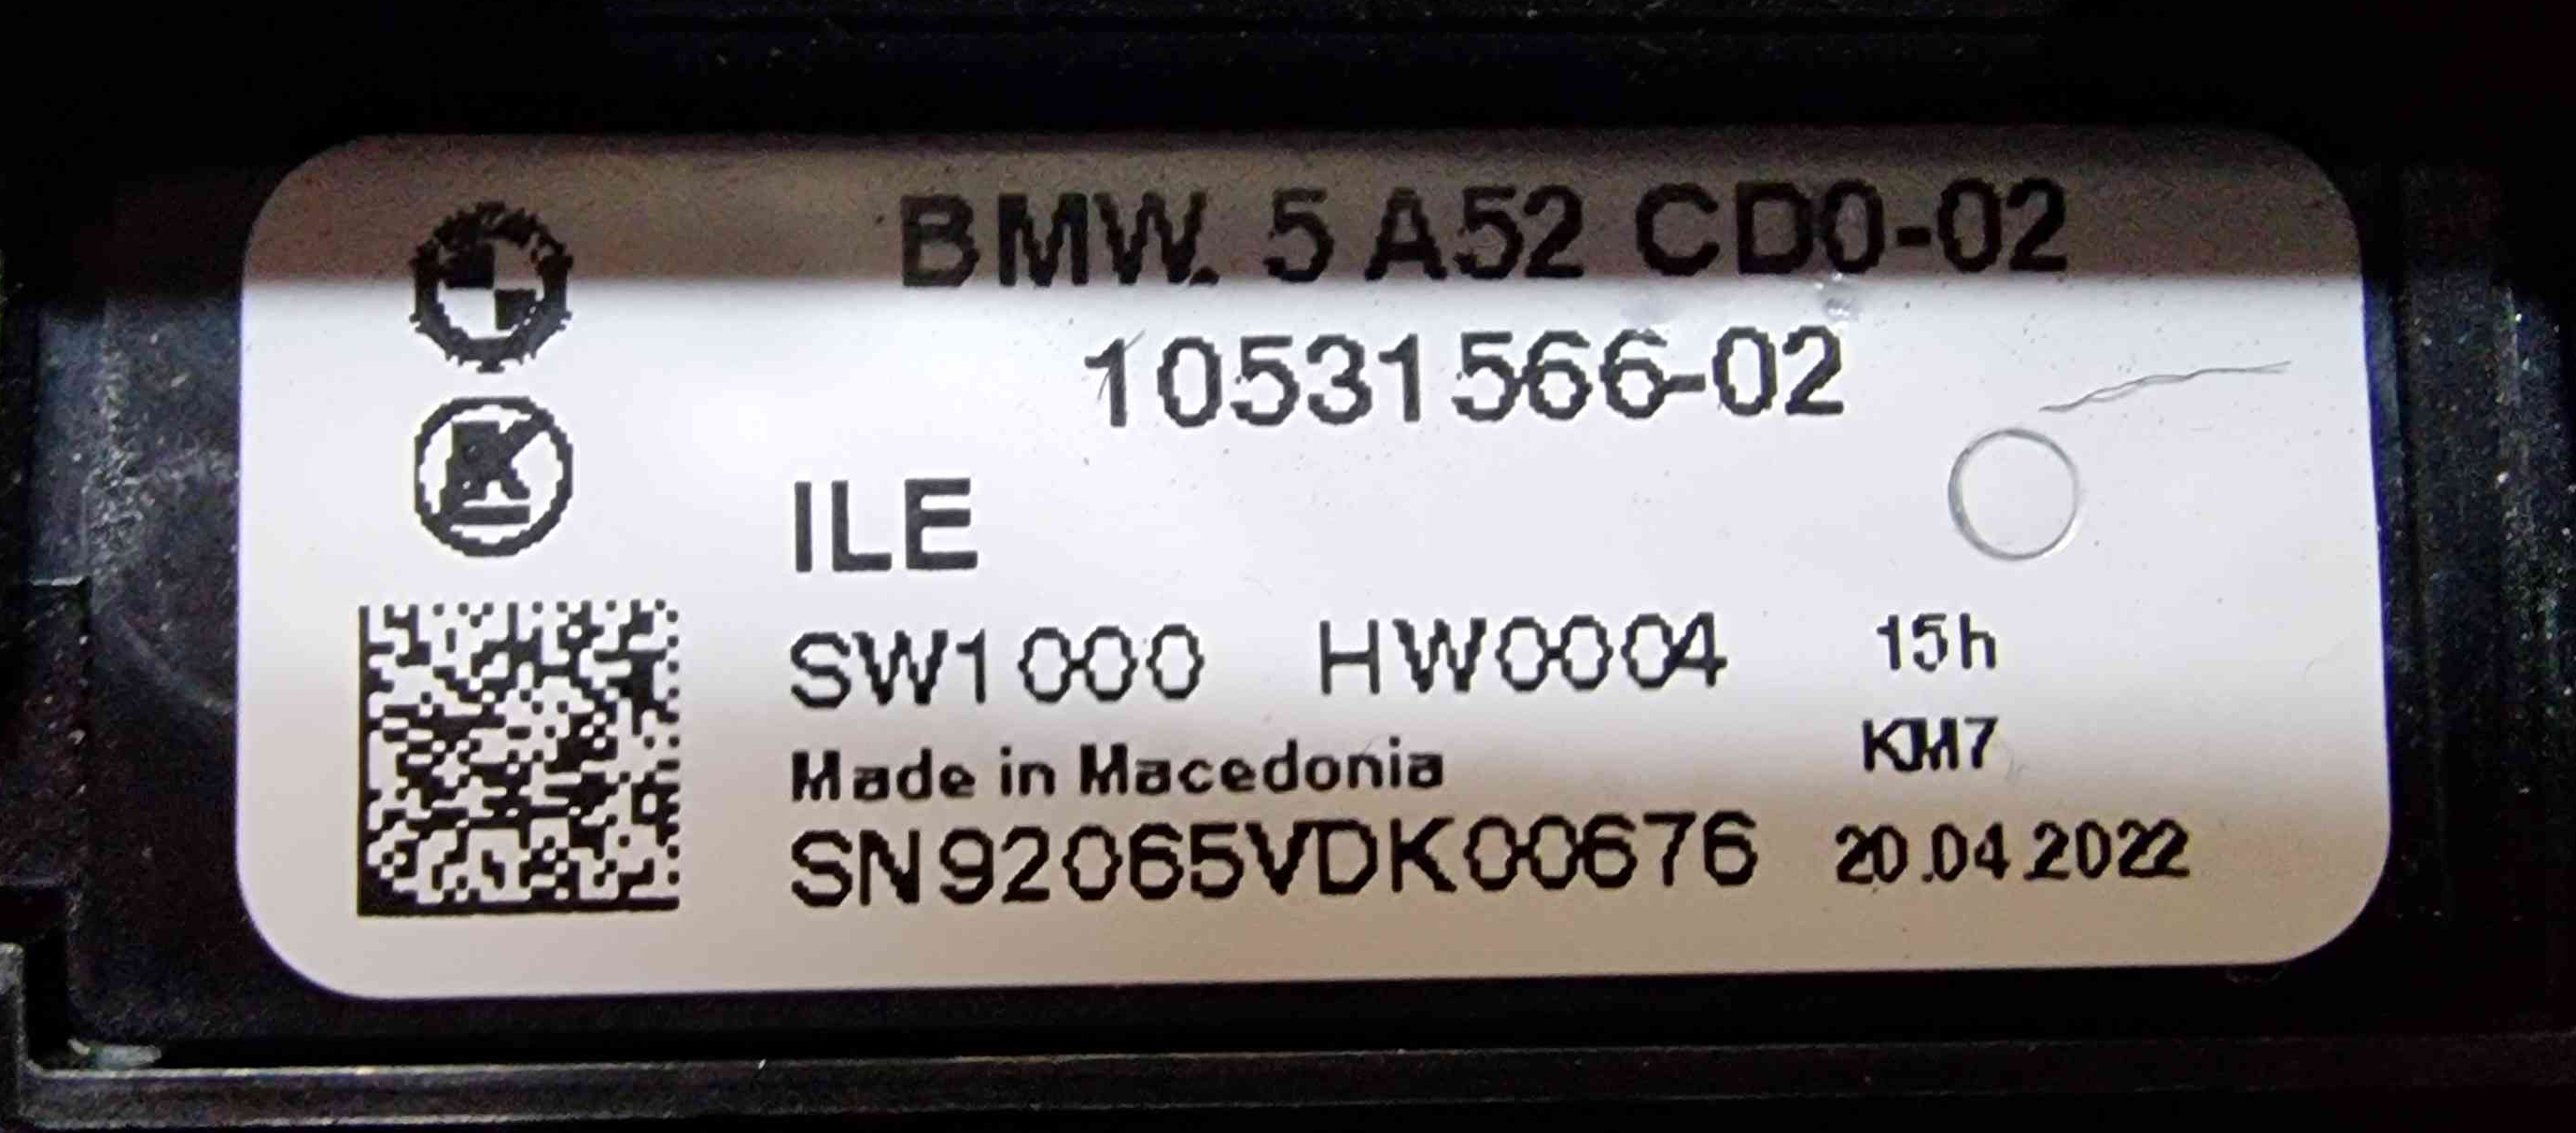 BMW. 5 A52 CD0-02
10531566-02
K
ILE
SW1000 HW0004 15h
Made in Macedonia KM7
SN92065VDK00676 20.04.2022